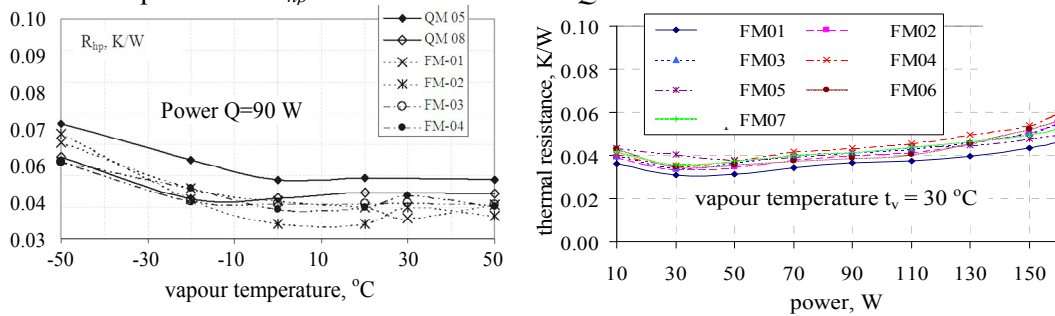 hp Q
0.10
0.09
0.08
0.07
0.06
0.04
0.03
R_hp, K/W
Power Q=90 W
QM 05
QM 08
FM-01
FM-02
FM-03
FM-04
-50 -30 -10 10 30 50
vapour temperature, °C
thermal resistance, K/W
0.10
0.08
0.06
0.04
0.02
0.00
FM01 FM02
FM03 FM04
FM05 FM06
FM07
vapour temperature t_v = 30 °C
10 30 50 70 90 110 130 150
power, W